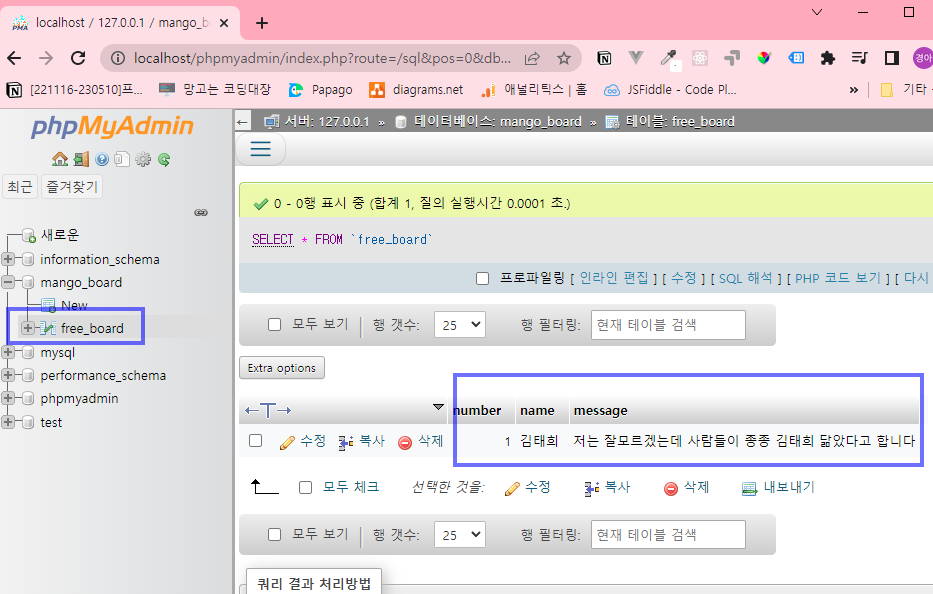 localhost / 127.0.0.1 / mango_b
localhost/phpmyadmin/index.php?route=/sql&pos=0&db...
경아
[221116-230510]프... 망고는 코딩대장 Papago diagrams.net 애널리틱스 | 홈 JSFiddle - Code Pl... » 기타
phpMyAdmin
최근 즐겨찾기
새로운
information_schema
mango_board
New
free_board
mysql
performance_schema
phpmyadmin
test
서버: 127.0.0.1 » 데이터베이스: mango_board » 테이블: free_board
0 - 0행 표시 중 (합계 1, 질의 실행시간 0.0001 초.)
SELECT * FROM `free_board`
프로파일링 [ 인라인 편집 ] [ 수정 ] [ SQL 해석 ] [ PHP 코드 보기 ] [ 다시
모두 보기 행 갯수: 25 행 필터링: 현재 테이블 검색
Extra options
←T→ number name message
수정 복사 삭제 1 김태희 저는 잘모르겠는데 사람들이 종종 김태희 닮았다고 합니다
모두 체크 선택한 것을: 수정 복사 삭제 내보내기
모두 보기 행 갯수: 25 행 필터링: 현재 테이블 검색
쿼리 결과 처리방법